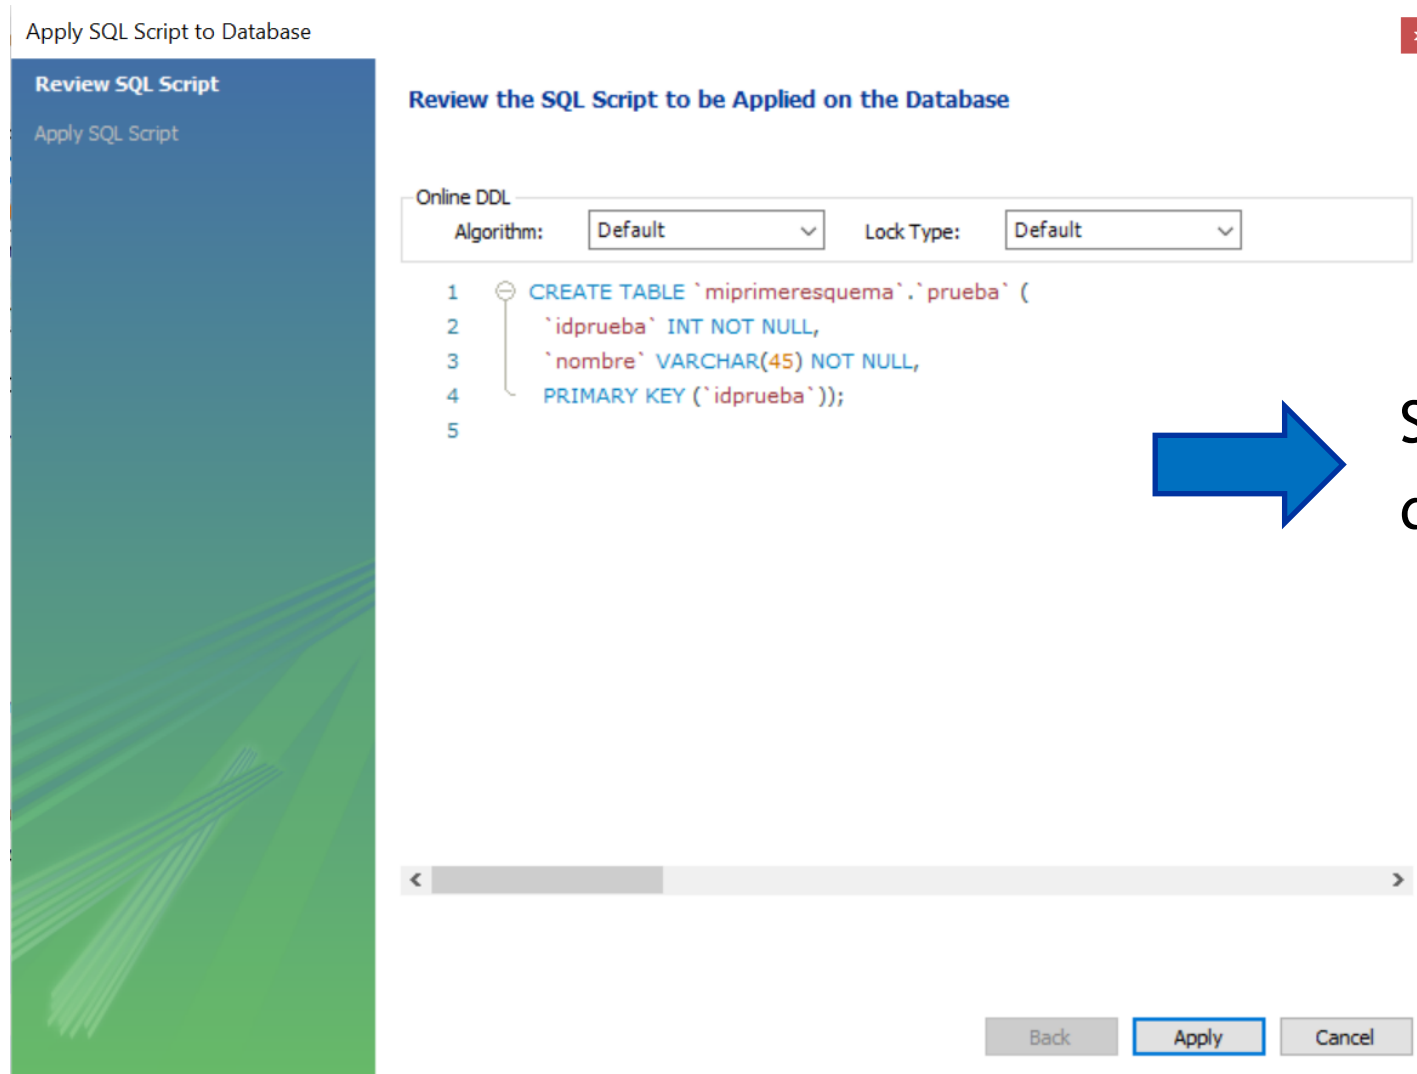 Apply SQL Script to Database
Review SQL Script
Apply SQL Script
Review the SQL Script to be Applied on the Database
Online DDL
Algorithm: Default Lock Type: Default
1 CREATE TABLE `miprimeresquema`.`prueba` (
2 `idprueba` INT NOT NULL,
3 `nombre` VARCHAR(45) NOT NULL,
4 PRIMARY KEY (`idprueba`));
5
Back Apply Cancel